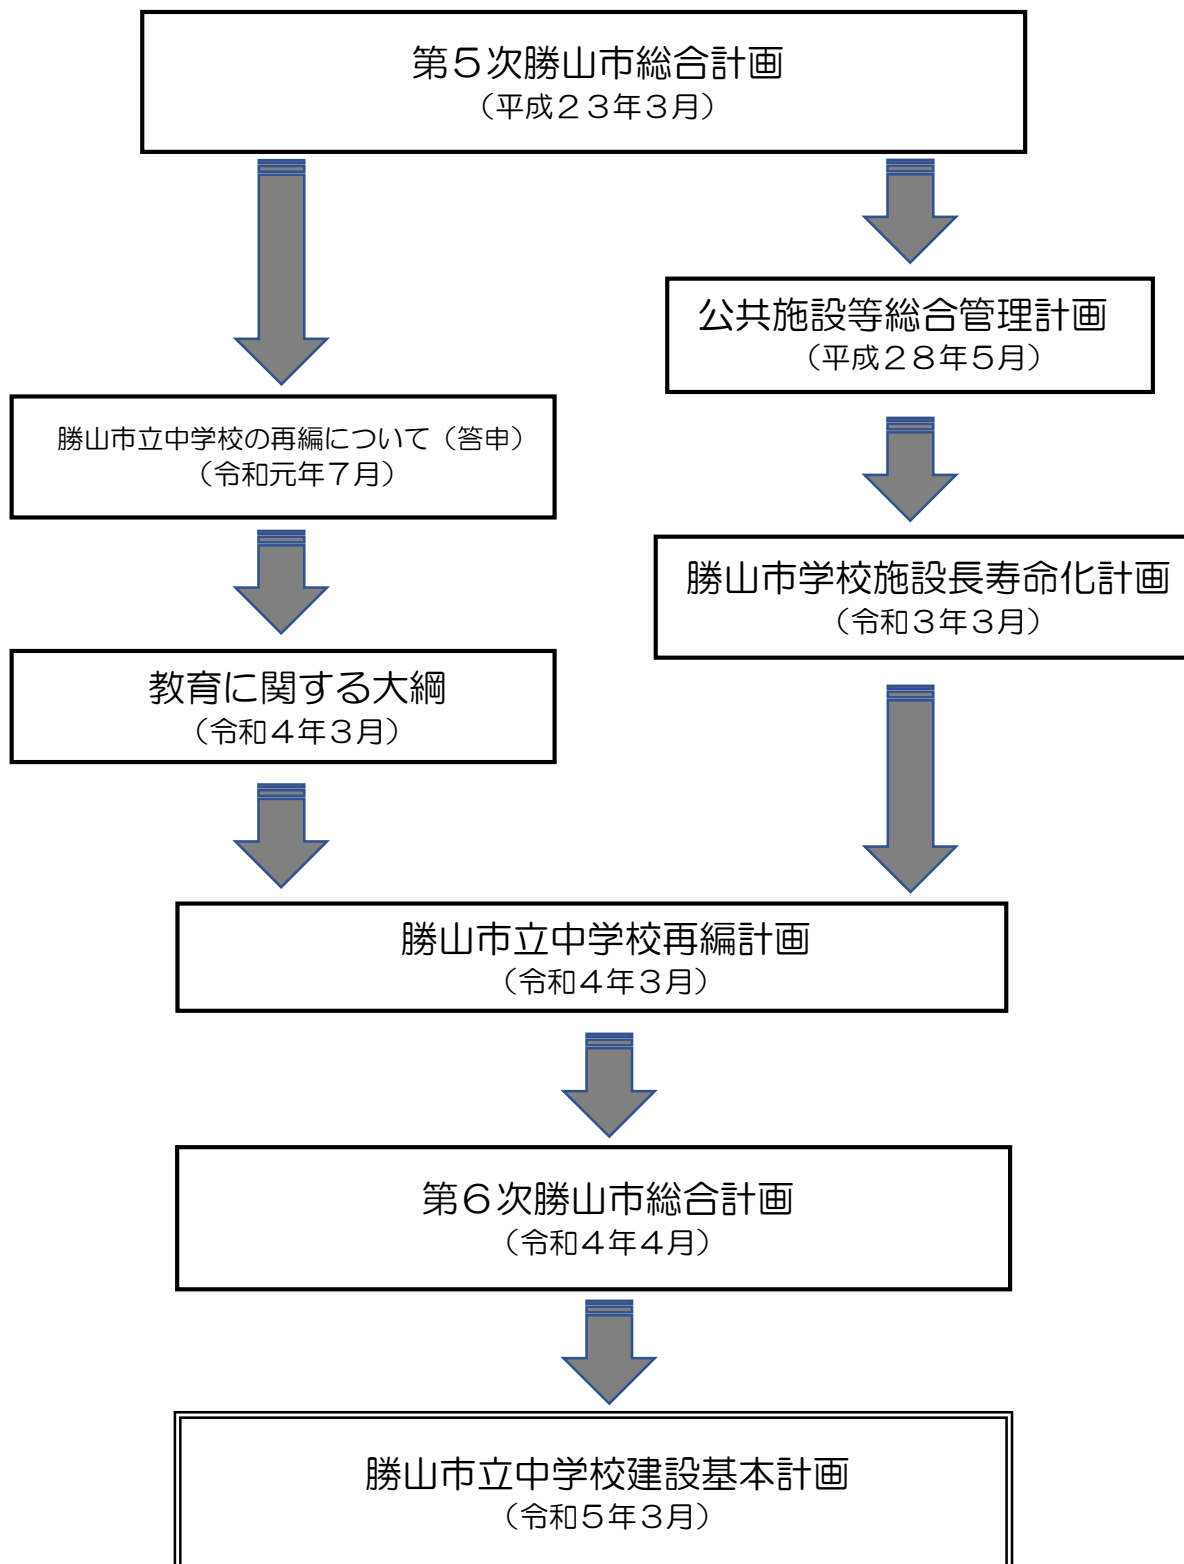 第５次勝山市総合計画
（平成２３年３月）
公共施設等総合管理計画
（平成２８年５月）
勝山市立中学校の再編について（答申）
（令和元年７月）
勝山市学校施設長寿命化計画
（令和３年３月）
教育に関する大綱
（令和４年３月）
勝山市立中学校再編計画
（令和４年３月）
第６次勝山市総合計画
（令和４年４月）
勝山市立中学校建設基本計画
（令和５年３月）